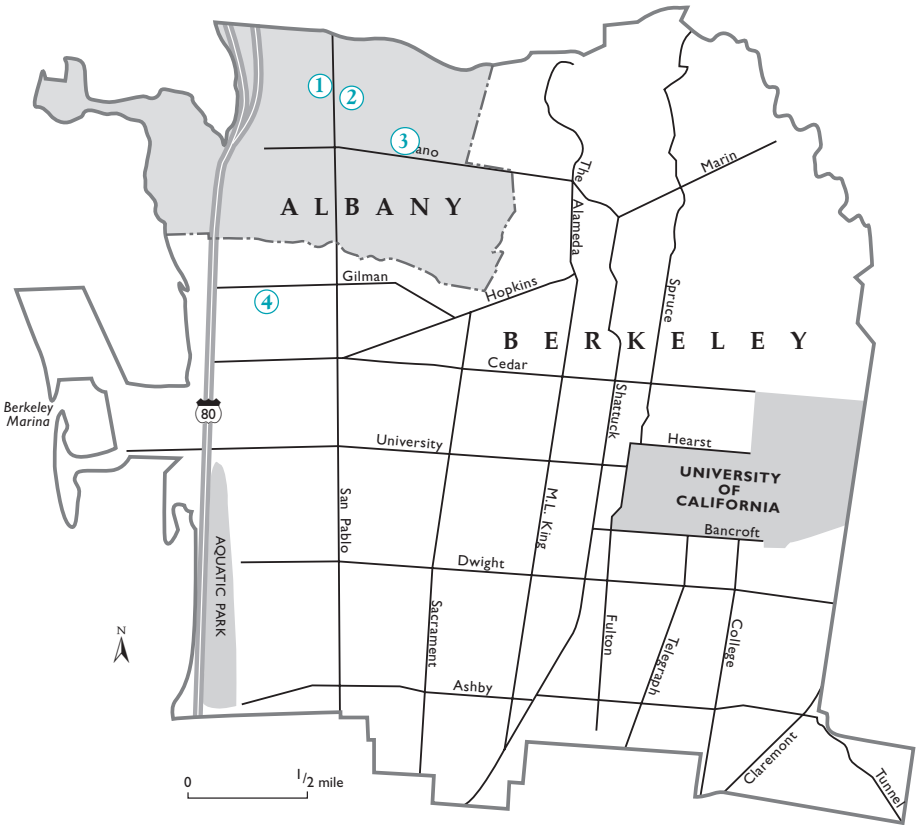 1
2
3
ano
Marin
The
Alameda
ALBANY
Gilman
4
Hopkins
Spruce
BERKELEY
Cedar
Berkeley
Marina
80
Shattuck
University
Hearst
UNIVERSITY
OF
CALIFORNIA
San Pablo
M.L. King
Bancroft
AQUATIC PARK
Dwight
N
Sacrament
Fulton
Telegraph
College
Ashby
Claremont
Tunnel
0
1/2 mile